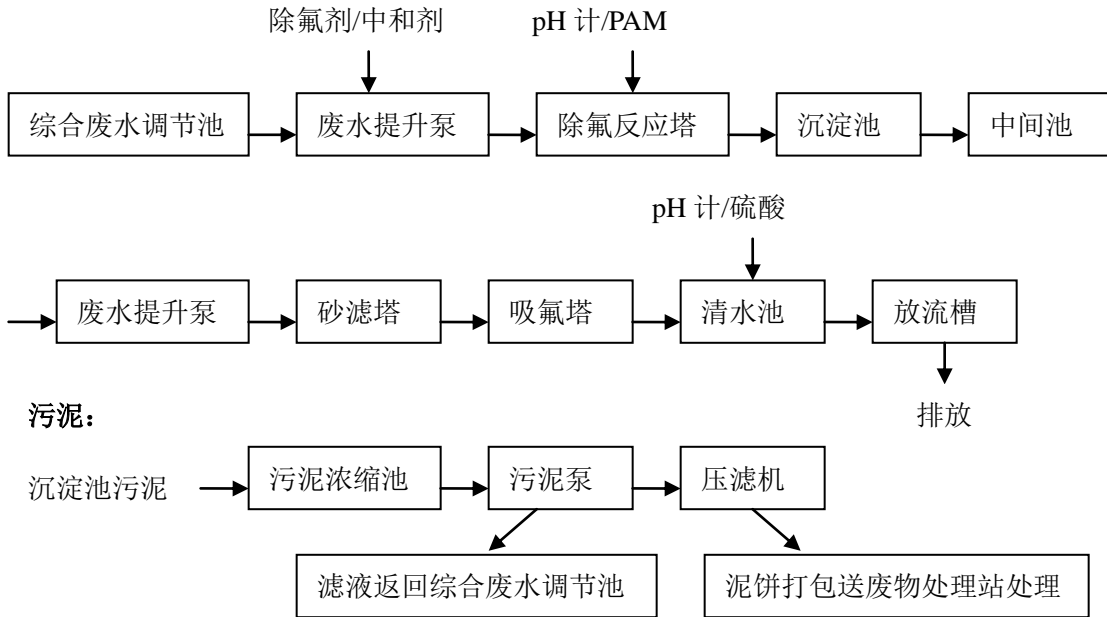 除氟剂/中和剂 pH 计/PAM
综合废水调节池 废水提升泵 除氟反应塔 沉淀池 中间池
pH 计/硫酸
废水提升泵 砂滤塔 吸氟塔 清水池 放流槽
污泥： 排放
沉淀池污泥 污泥浓缩池 污泥泵 压滤机
滤液返回综合废水调节池 泥饼打包送废物处理站处理